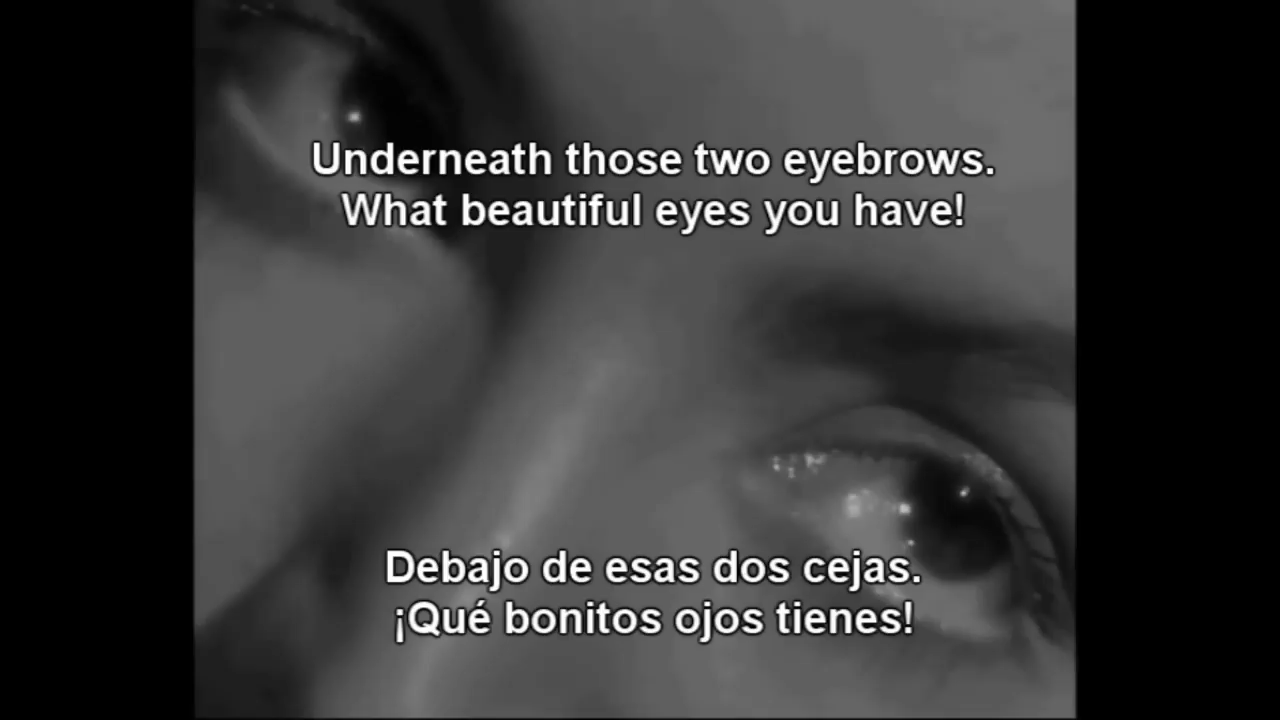 Underneath those two eyebrows.
What beautiful eyes you have!
Debajo de esas dos cejas.
¡Qué bonitos ojos tienes!